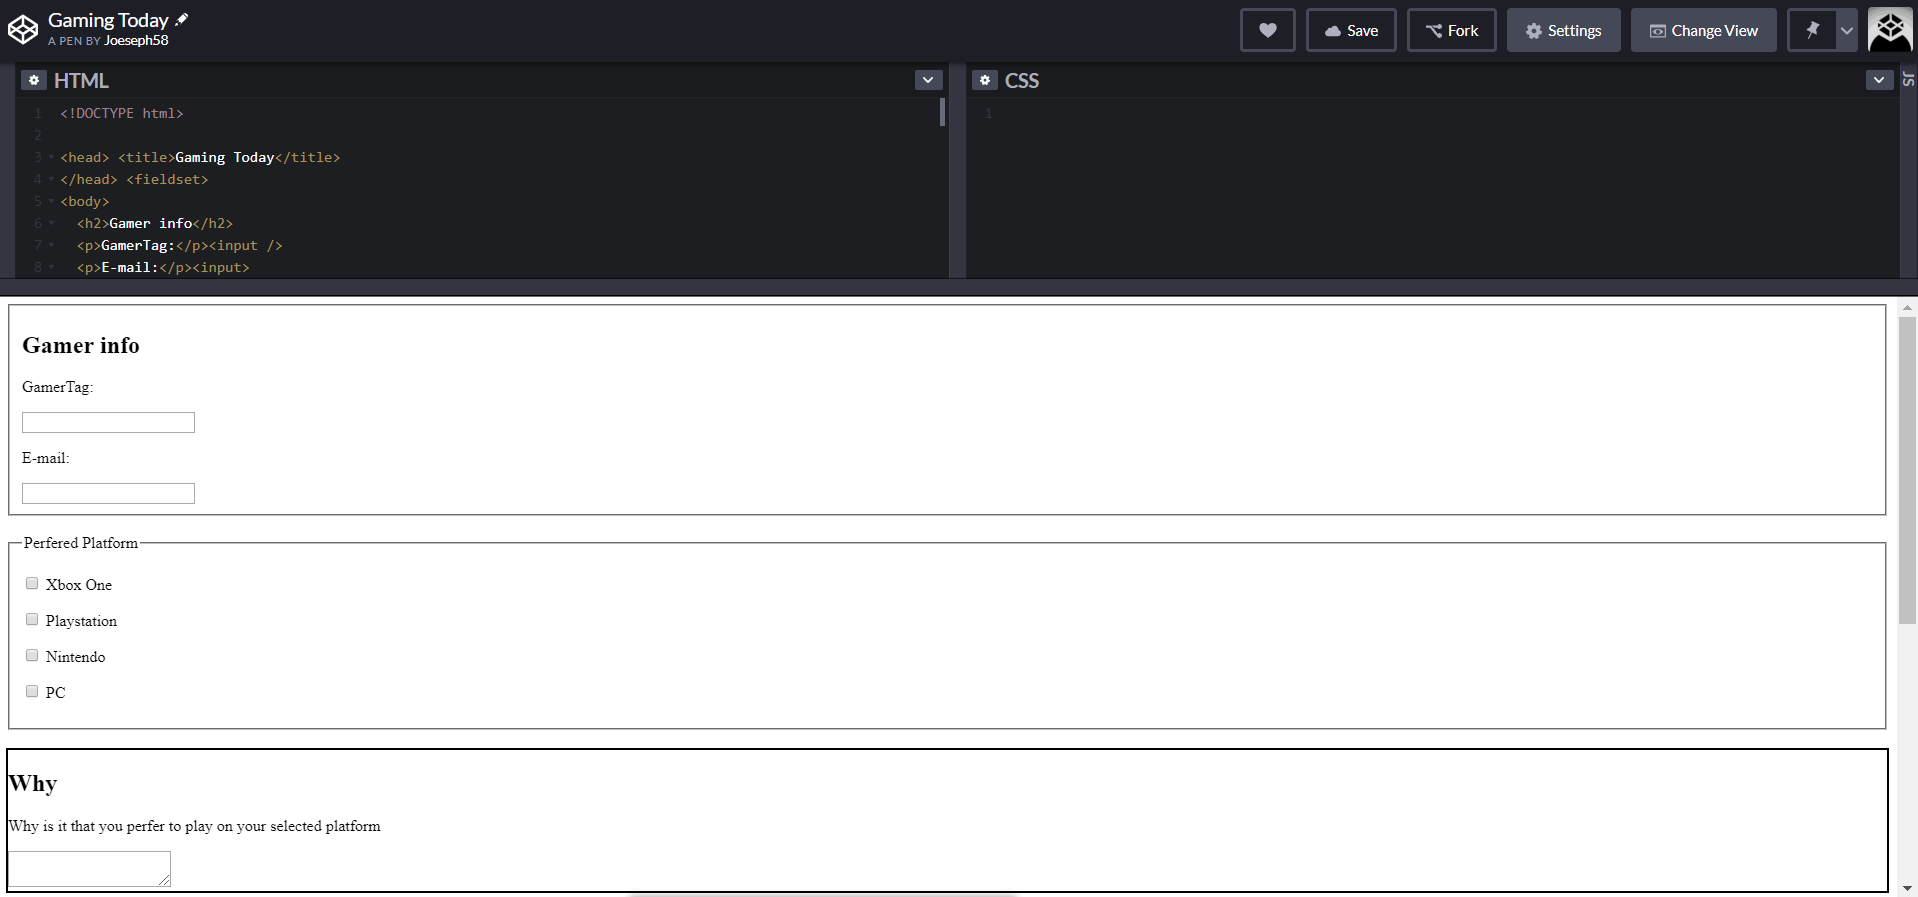 Gaming Today
A PEN BY Joeseph58
Save
Fork
Settings
Change View
HTML
CSS
JS
1 <!DOCTYPE html>
2
3 <head> <title>Gaming Today</title>
4 </head> <fieldset>
5 <body>
6 <h2>Gamer info</h2>
7 <p>GamerTag:</p><input />
8 <p>E-mail:</p><input>
1
Gamer info
GamerTag:
E-mail:
Perfered Platform
Xbox One
Playstation
Nintendo
PC
Why
Why is it that you perfer to play on your selected platform